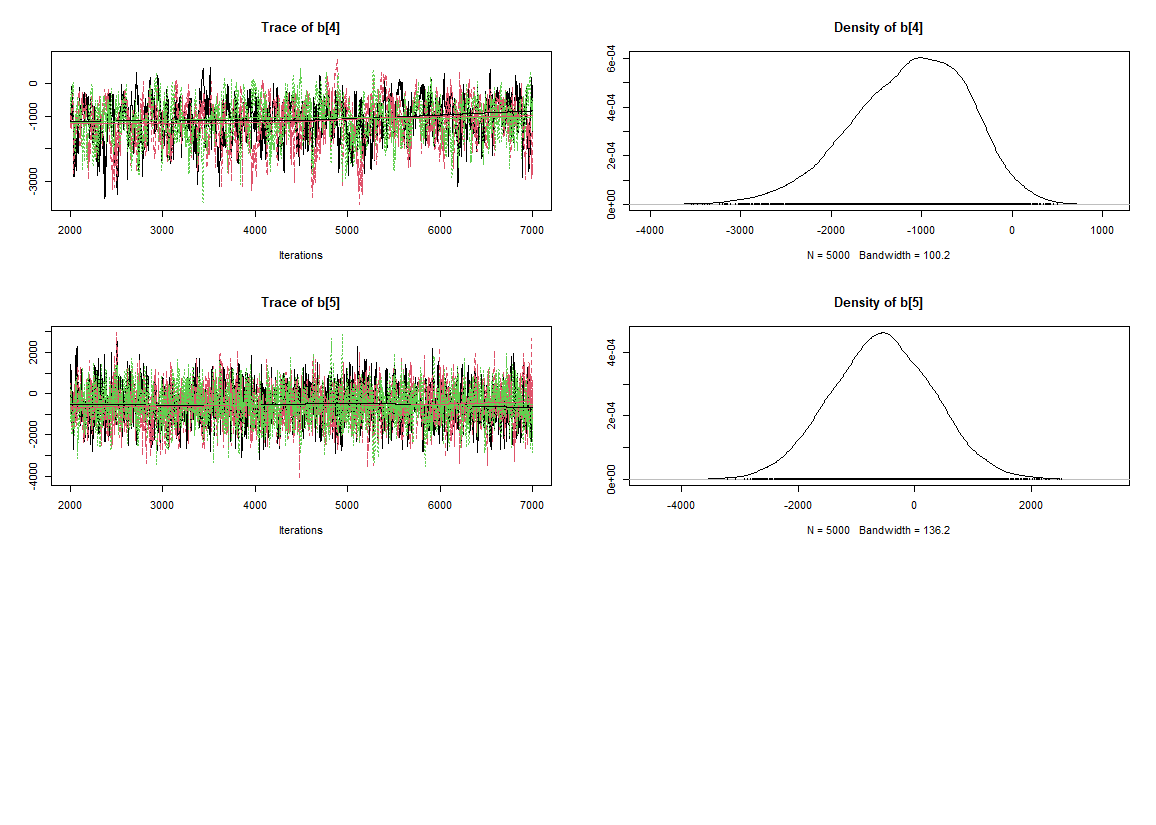 Trace of b[4]
0
-1000
-3000
2000 3000 4000 5000 6000 7000
Iterations
Density of b[4]
6e-04
4e-04
2e-04
0e+00
-4000 -3000 -2000 -1000 0 1000
N = 5000 Bandwidth = 100.2
Trace of b[5]
2000
0
-2000
-4000
2000 3000 4000 5000 6000 7000
Iterations
Density of b[5]
4e-04
2e-04
0e+00
-4000 -2000 0 2000
N = 5000 Bandwidth = 136.2